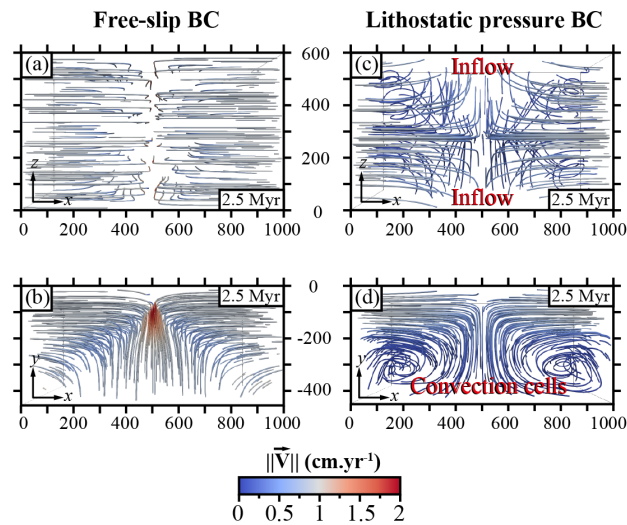 Free-slip BC
Lithostatic pressure BC
(a)
z
x
2.5 Myr
0 200 400 600 800 1000
600
400
200
0
(c)
Inflow
z
x
Inflow
2.5 Myr
0 200 400 600 800 1000
(b)
2.5 Myr
y
x
0 200 400 600 800 1000
0
-200
-400
(d)
2.5 Myr
y
x
Convection cells
0 200 400 600 800 1000
||V⃗|| (cm.yr⁻¹)
0 0.5 1 1.5 2